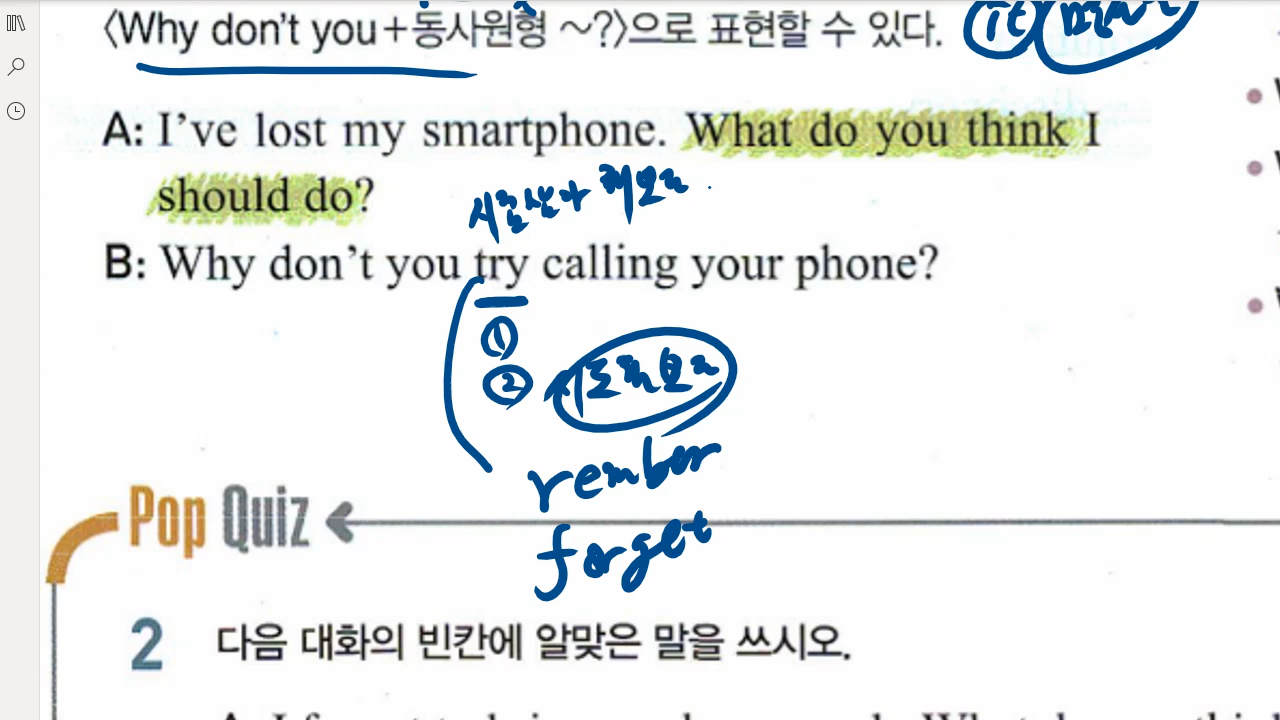 〈Why don't you+동사원형 ~?〉으로 표현할 수 있다.
it
A: I've lost my smartphone. What do you think I
should do?
시험삼아 해보다.
B: Why don't you try calling your phone?
①
② 시도해보다
rember
forget
Pop Quiz
2 다음 대화의 빈칸에 알맞은 말을 쓰시오.